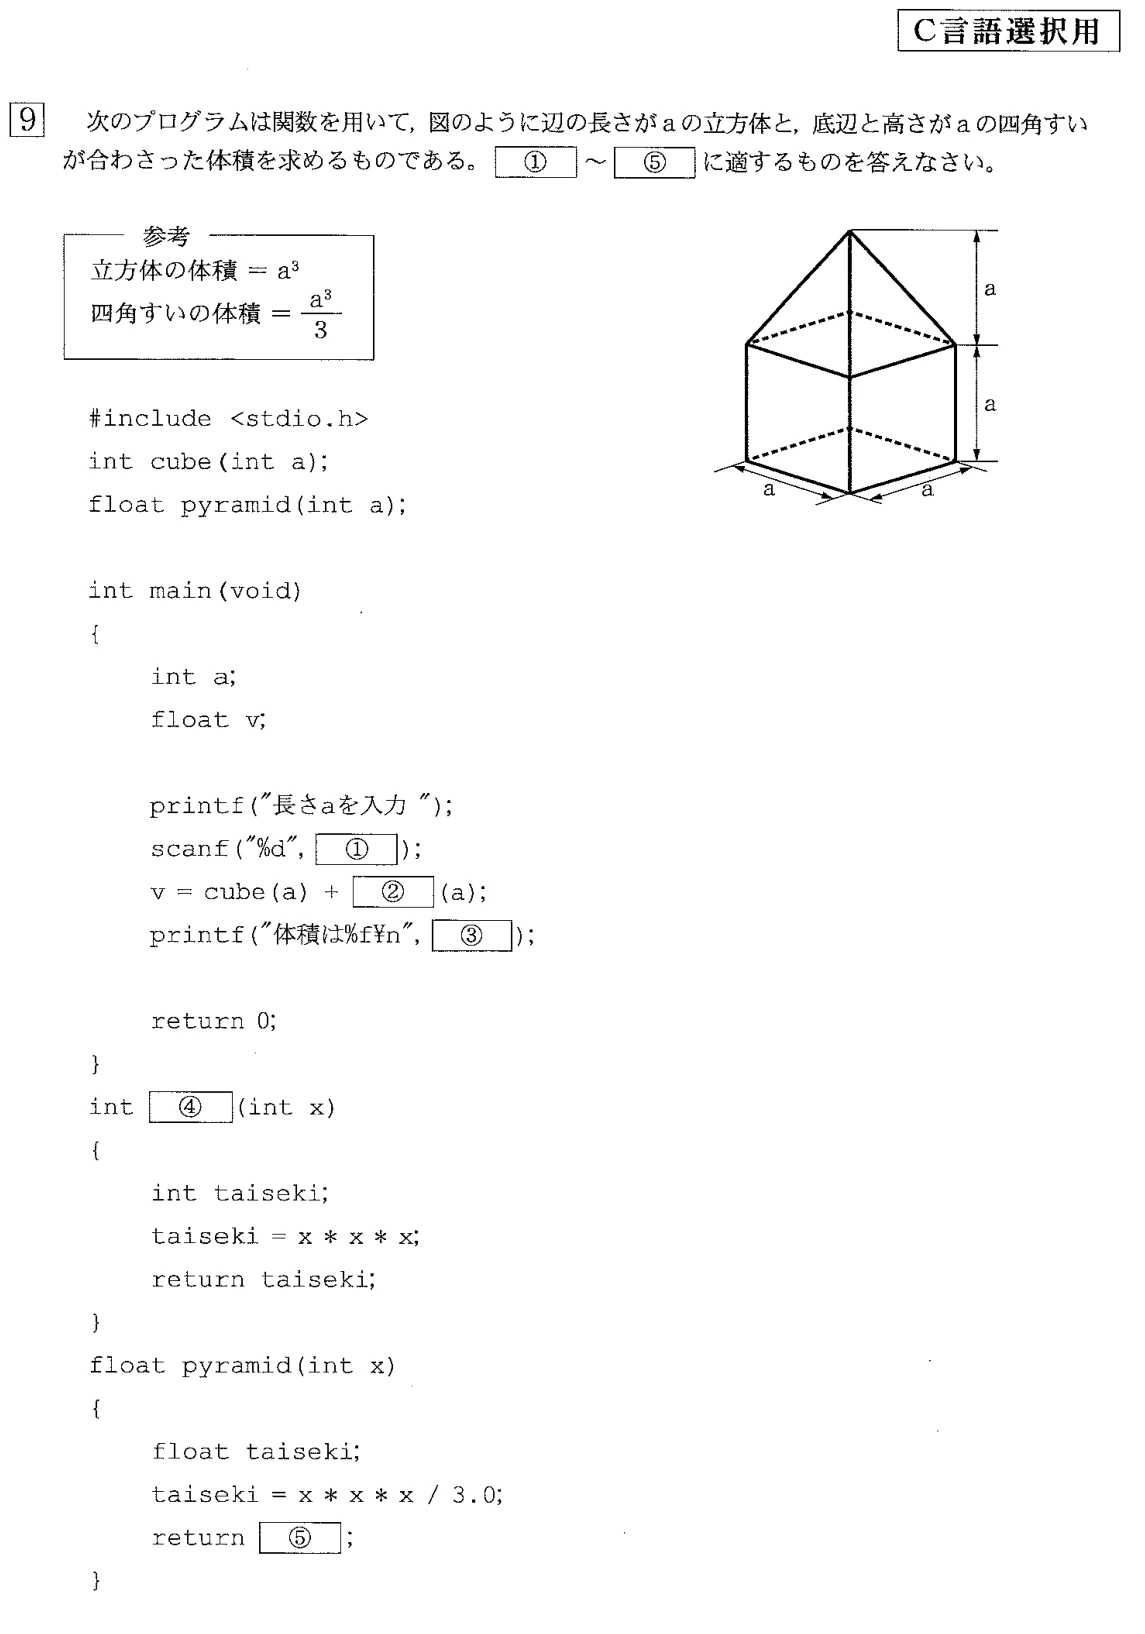 C言語選択用
9 次のプログラムは関数を用いて，図のように辺の長さがaの立方体と，底辺と高さがaの四角すい
が合わさった体積を求めるものである。 ① ～ ⑤ に適するものを答えなさい。
参考
立方体の体積 = a³
四角すいの体積 = a³/3
a
a
a
a
#include <stdio.h>
int cube(int a);
float pyramid(int a);
int main(void)
{
int a;
float v;
printf("長さaを入力 ");
scanf("%d", ① );
v = cube(a) + ② (a);
printf("体積は%f¥n", ③ );
return 0;
}
int ④ (int x)
{
int taiseki;
taiseki = x * x * x;
return taiseki;
}
float pyramid(int x)
{
float taiseki;
taiseki = x * x * x / 3.0;
return ⑤ ;
}